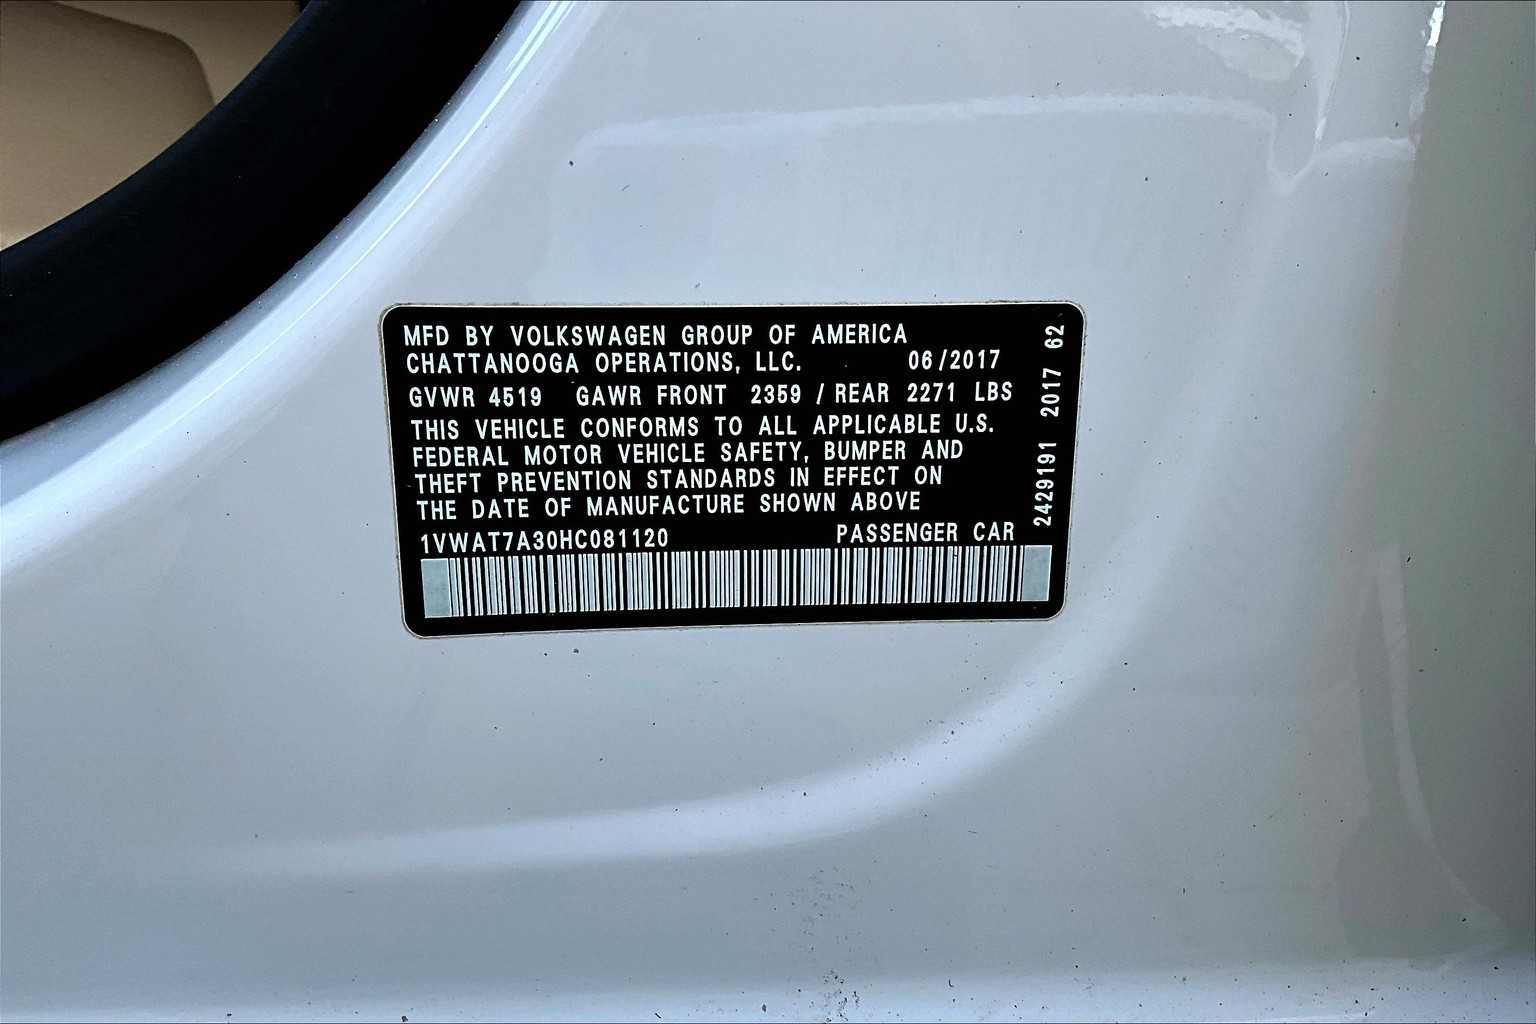 MFD BY VOLKSWAGEN GROUP OF AMERICA
CHATTANOOGA OPERATIONS, LLC. 06/2017
GVWR 4519 GAWR FRONT 2359 / REAR 2271 LBS
THIS VEHICLE CONFORMS TO ALL APPLICABLE U.S.
FEDERAL MOTOR VEHICLE SAFETY, BUMPER AND
THEFT PREVENTION STANDARDS IN EFFECT ON
THE DATE OF MANUFACTURE SHOWN ABOVE
1VWAT7A30HC081120 PASSENGER CAR
2429191 2017 62